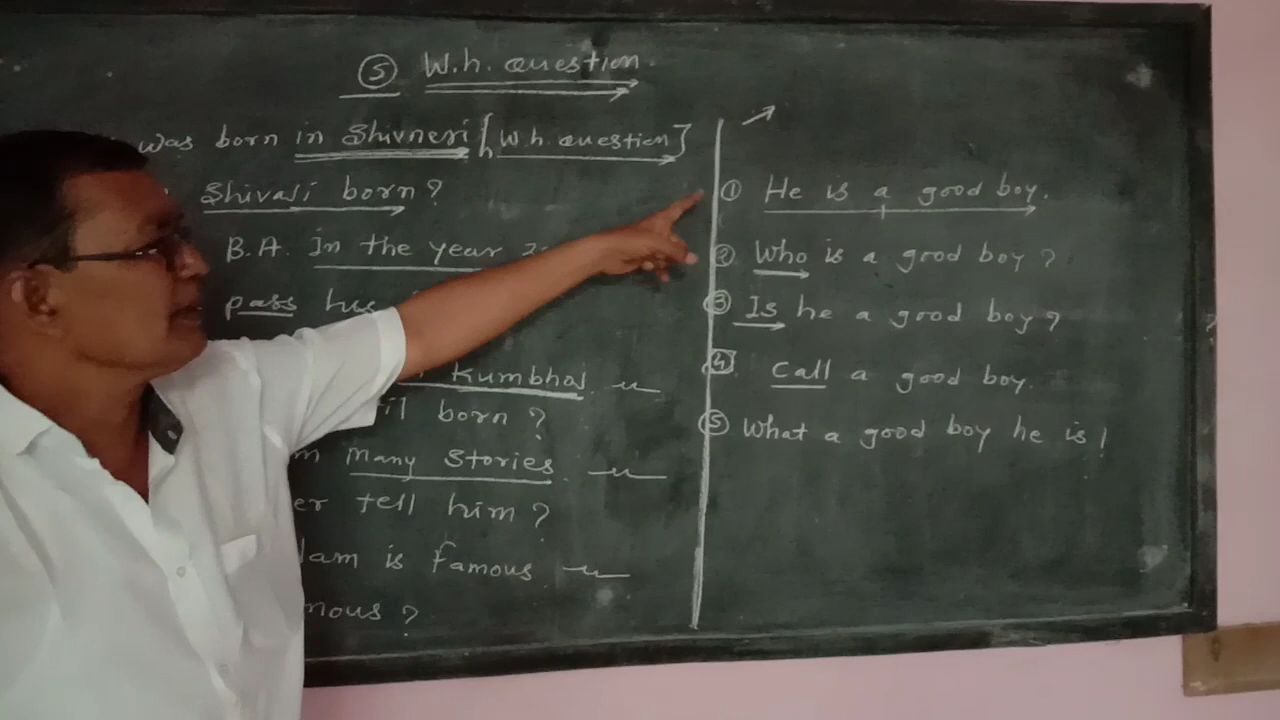 5 W.h. question.
was born in Shivneri [W.h. question]
Shivaji born?
B.A. In the year
pass his
Kumbhoj
born?
many stories
er tell him?
lam is famous
mous?
① He is a good boy.
② Who is a good boy?
③ Is he a good boy?
4 Call a good boy.
⑤ What a good boy he is!